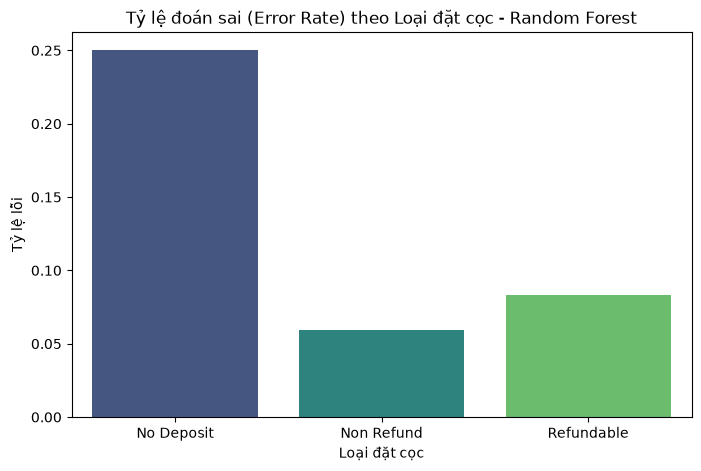 Tỷ lệ đoán sai (Error Rate) theo Loại đặt cọc - Random Forest
Tỷ lệ lỗi
0.25
0.20
0.15
0.10
0.05
0.00
No Deposit
Non Refund
Refundable
Loại đặt cọc